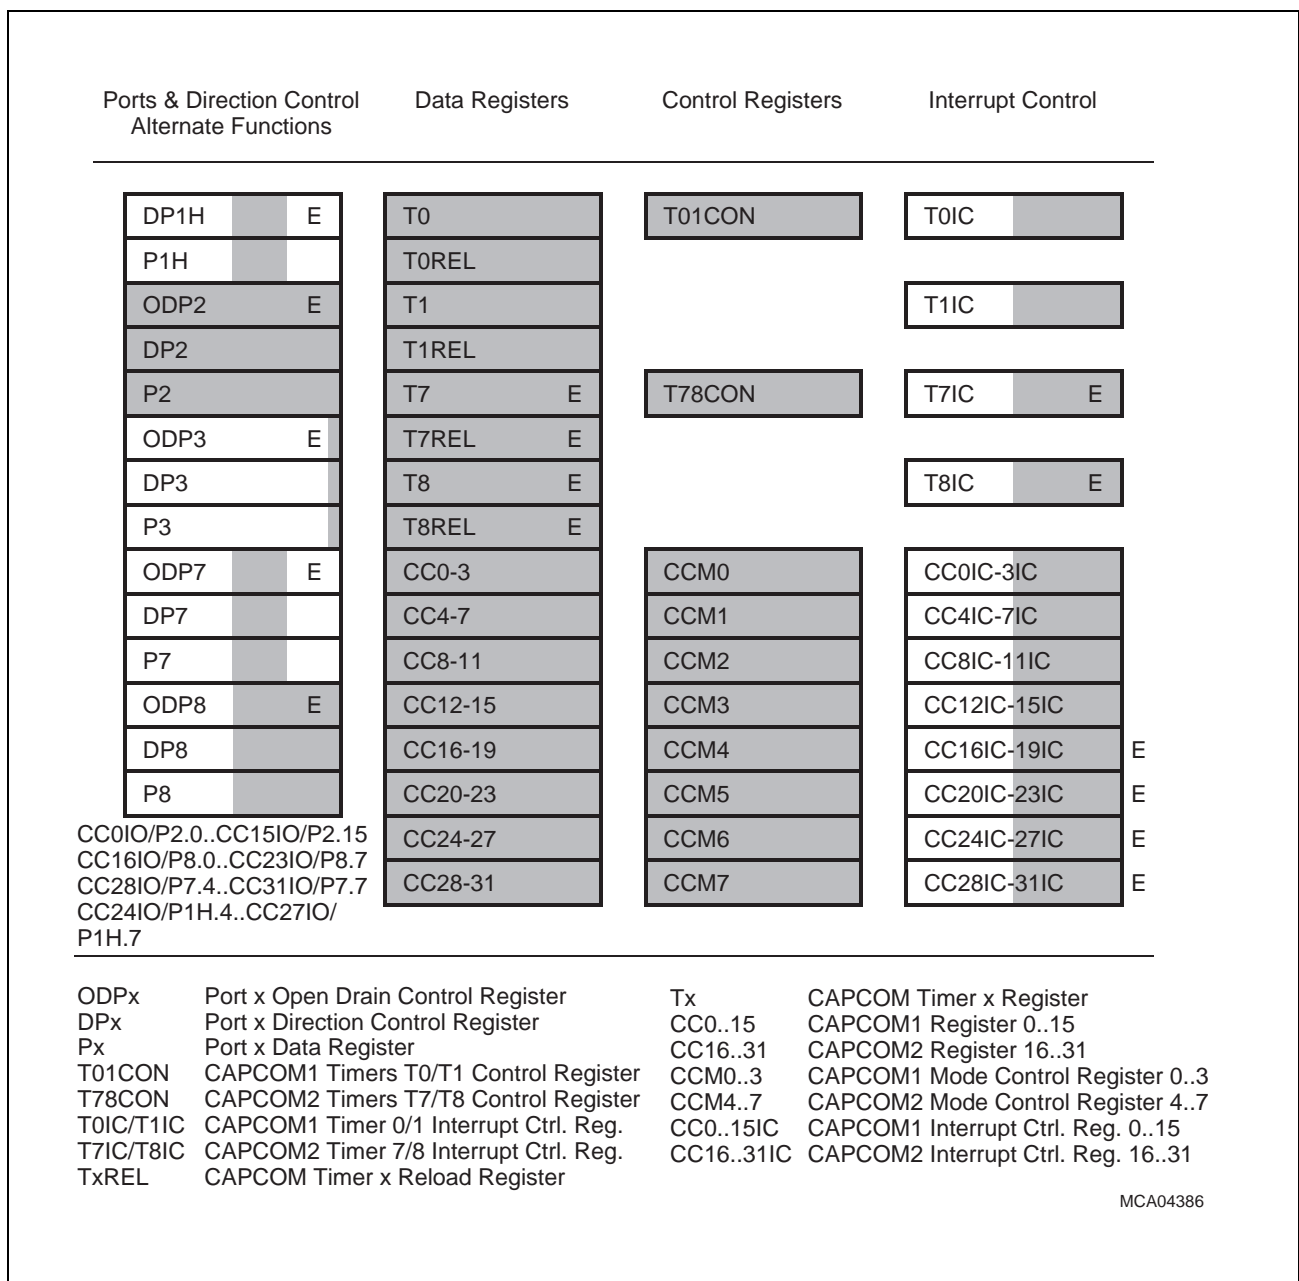 Ports & Direction Control
Alternate Functions
Data Registers
Control Registers
Interrupt Control
DP1H E
P1H
ODP2 E
DP2
P2
ODP3 E
DP3
P3
ODP7 E
DP7
P7
ODP8 E
DP8
P8
CC0IO/P2.0..CC15IO/P2.15
CC16IO/P8.0..CC23IO/P8.7
CC28IO/P7.4..CC31IO/P7.7
CC24IO/P1H.4..CC27IO/
P1H.7
T0
T0REL
T1
T1REL
T7 E
T7REL E
T8 E
T8REL E
CC0-3
CC4-7
CC8-11
CC12-15
CC16-19
CC20-23
CC24-27
CC28-31
T01CON
T78CON
CCM0
CCM1
CCM2
CCM3
CCM4
CCM5
CCM6
CCM7
T0IC
T1IC
T7IC E
T8IC E
CC0IC-3IC
CC4IC-7IC
CC8IC-11IC
CC12IC-15IC
CC16IC-19IC E
CC20IC-23IC E
CC24IC-27IC E
CC28IC-31IC E
ODPx Port x Open Drain Control Register
DPx Port x Direction Control Register
Px Port x Data Register
T01CON CAPCOM1 Timers T0/T1 Control Register
T78CON CAPCOM2 Timers T7/T8 Control Register
T0IC/T1IC CAPCOM1 Timer 0/1 Interrupt Ctrl. Reg.
T7IC/T8IC CAPCOM2 Timer 7/8 Interrupt Ctrl. Reg.
TxREL CAPCOM Timer x Reload Register
Tx CAPCOM Timer x Register
CC0..15 CAPCOM1 Register 0..15
CC16..31 CAPCOM2 Register 16..31
CCM0..3 CAPCOM1 Mode Control Register 0..3
CCM4..7 CAPCOM2 Mode Control Register 4..7
CC0..15IC CAPCOM1 Interrupt Ctrl. Reg. 0..15
CC16..31IC CAPCOM2 Interrupt Ctrl. Reg. 16..31
MCA04386